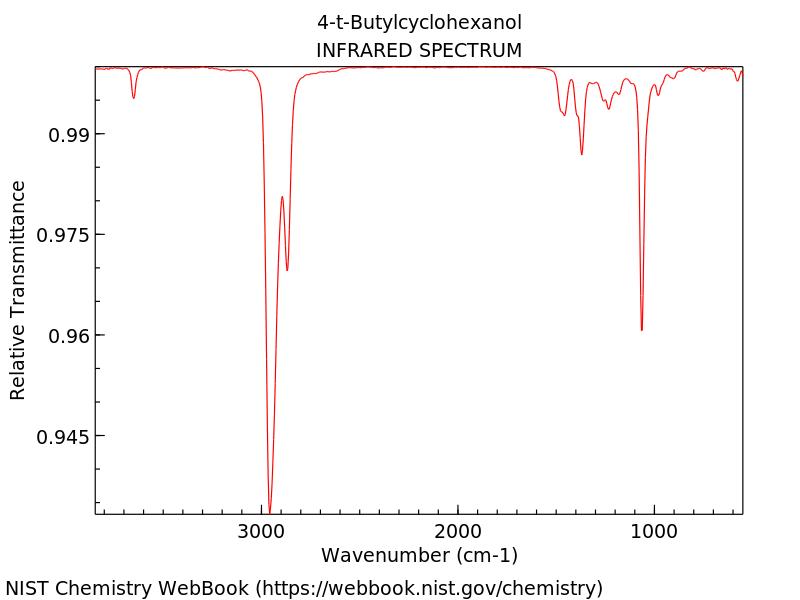 4-t-Butylcyclohexanol
INFRARED SPECTRUM
0.99
0.975
0.96
0.945
Relative Transmittance
3000 2000 1000
Wavenumber (cm-1)
NIST Chemistry WebBook (https://webbook.nist.gov/chemistry)